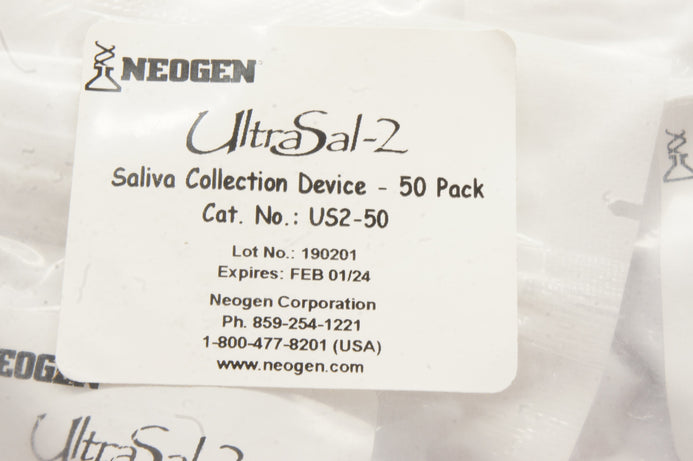 NEOGEN
UltraSal-2
Saliva Collection Device - 50 Pack
Cat. No.: US2-50
Lot No.: 190201
Expires: FEB 01/24
Neogen Corporation
Ph. 859-254-1221
1-800-477-8201 (USA)
www.neogen.com
EOGEN
UltraSal-2